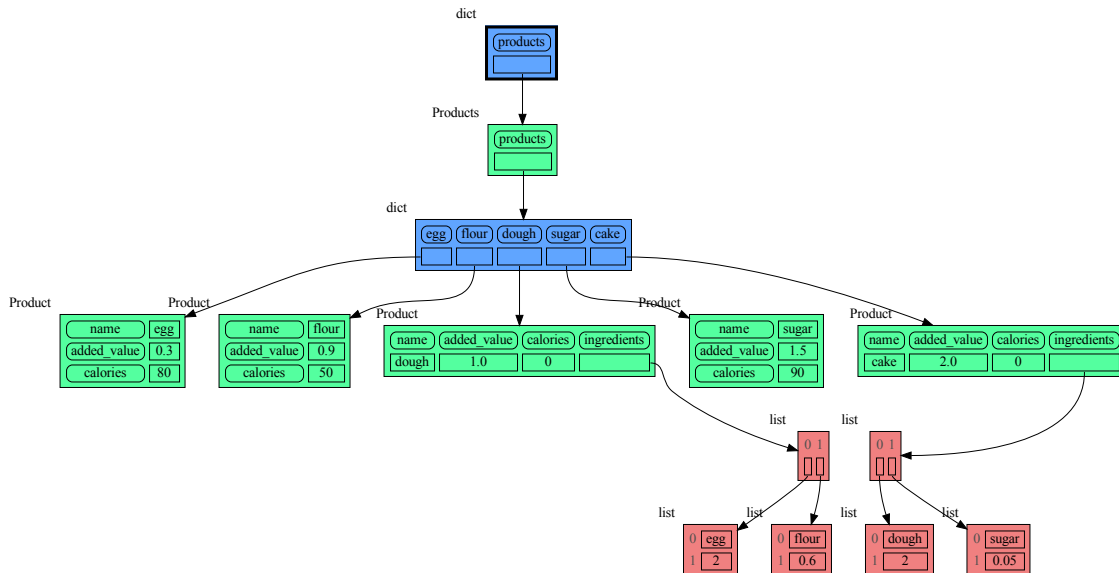 dict
products
Products
products
dict
egg flour dough sugar cake
Product
name egg
added_value 0.3
calories 80
Product
name flour
added_value 0.9
calories 50
Product
name added_value calories ingredients
dough 1.0 0
Product
name sugar
added_value 1.5
calories 90
Product
name added_value calories ingredients
cake 2.0 0
list
0 1
list
0 1
list
0 egg
1 2
list
0 flour
1 0.6
list
0 dough
1 2
list
0 sugar
1 0.05